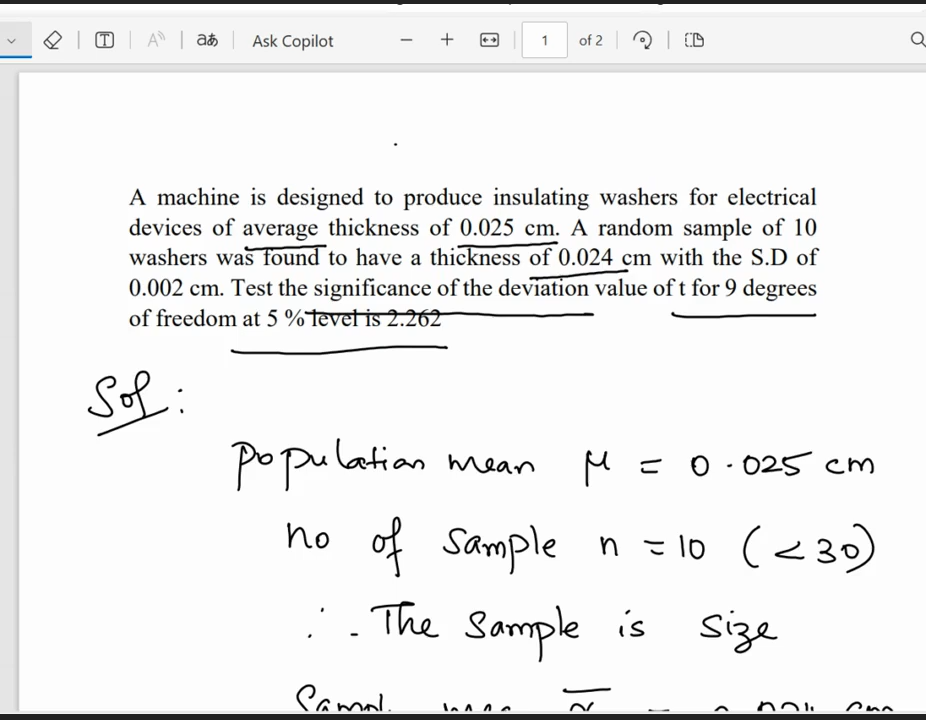 Ask Copilot
1 of 2
A machine is designed to produce insulating washers for electrical
devices of average thickness of 0.025 cm. A random sample of 10
washers was found to have a thickness of 0.024 cm with the S.D of
0.002 cm. Test the significance of the deviation value of t for 9 degrees
of freedom at 5 % level is 2.262
Sol :
Population mean μ = 0.025 cm
no of sample n = 10 (<30)
∴ The Sample is size